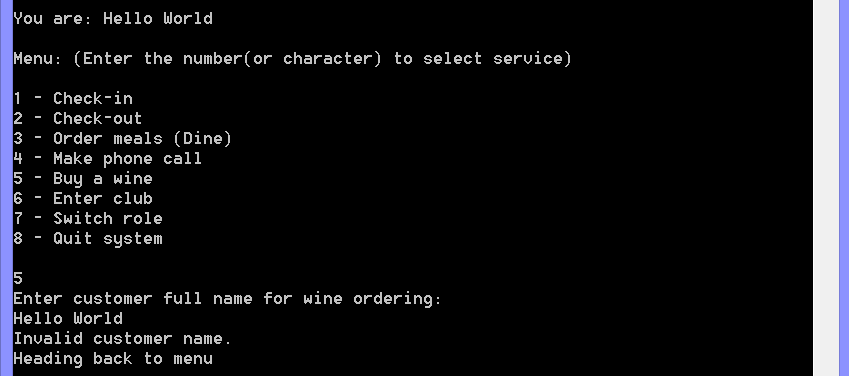 You are: Hello World
Menu: (Enter the number(or character) to select service)
1 - Check-in
2 - Check-out
3 - Order meals (Dine)
4 - Make phone call
5 - Buy a wine
6 - Enter club
7 - Switch role
8 - Quit system
5
Enter customer full name for wine ordering:
Hello World
Invalid customer name.
Heading back to menu